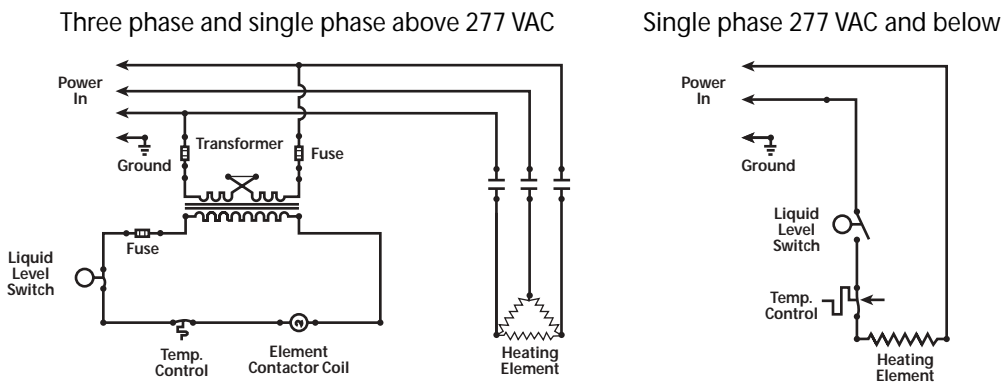 Three phase and single phase above 277 VAC
Power
In
Ground
Transformer
Fuse
Fuse
Liquid
Level
Switch
Temp.
Control
Element
Contactor Coil
Heating
Element
Single phase 277 VAC and below
Power
In
Ground
Liquid
Level
Switch
Temp.
Control
Heating
Element